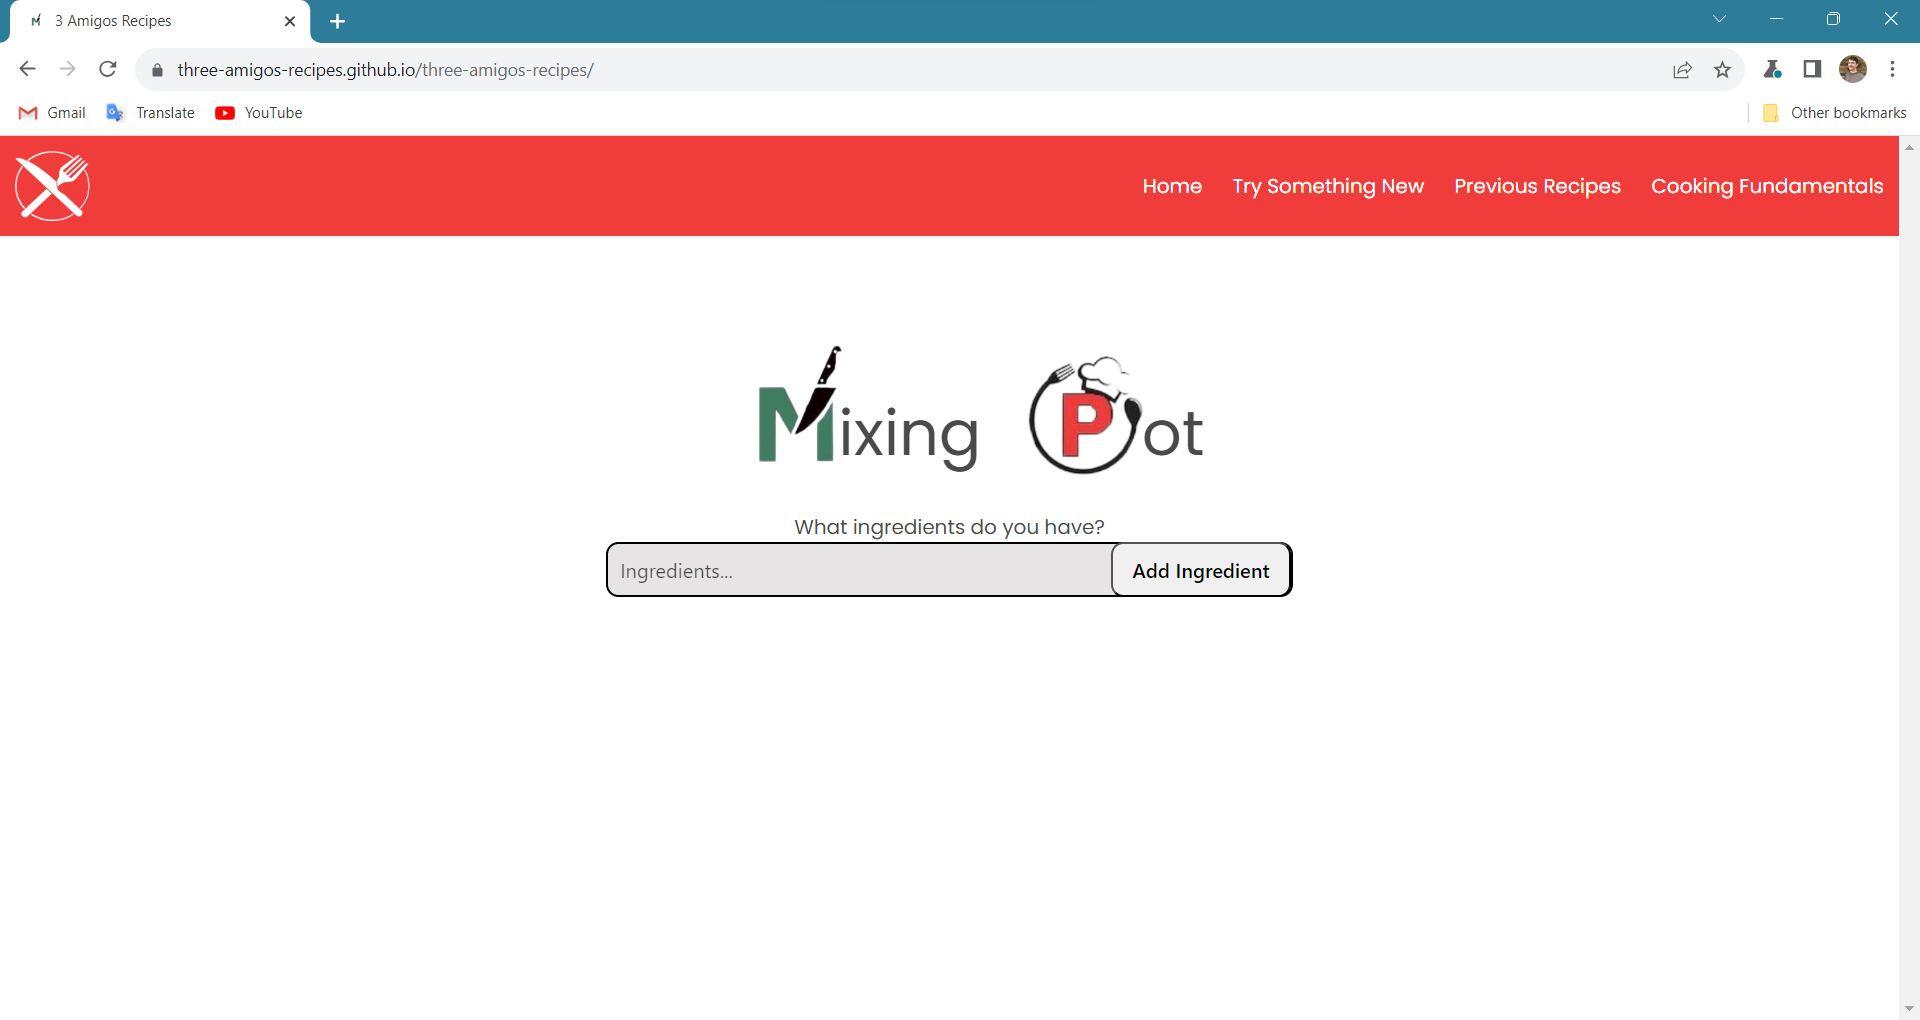 3 Amigos Recipes
three-amigos-recipes.github.io/three-amigos-recipes/
Gmail Translate YouTube Other bookmarks
Home Try Something New Previous Recipes Cooking Fundamentals
Mixing Pot
What ingredients do you have?
Ingredients... Add Ingredient